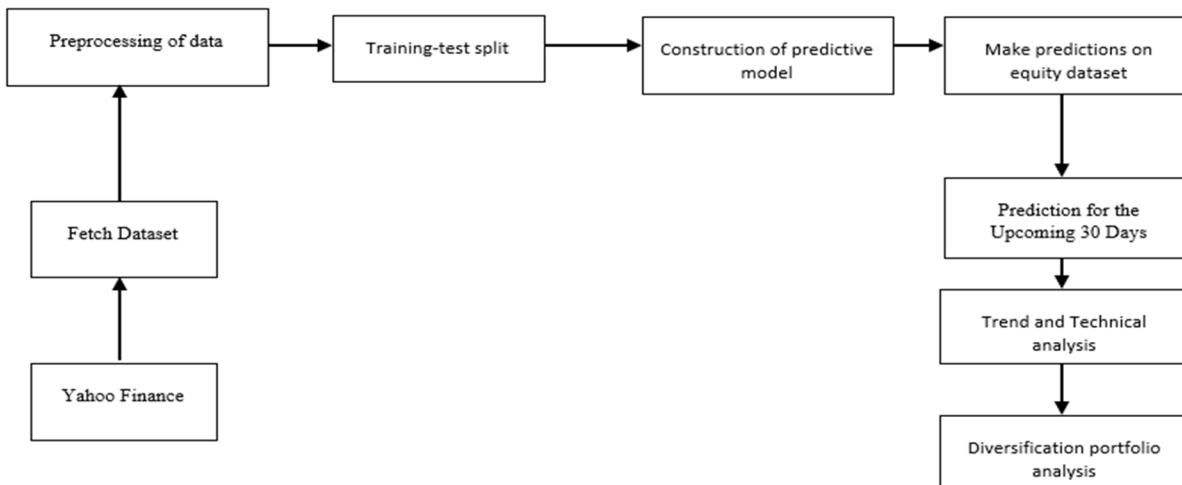 Preprocessing of data
Training-test split
Construction of predictive
model
Make predictions on
equity dataset
Fetch Dataset
Prediction for the
Upcoming 30 Days
Trend and Technical
analysis
Yahoo Finance
Diversification portfolio
analysis